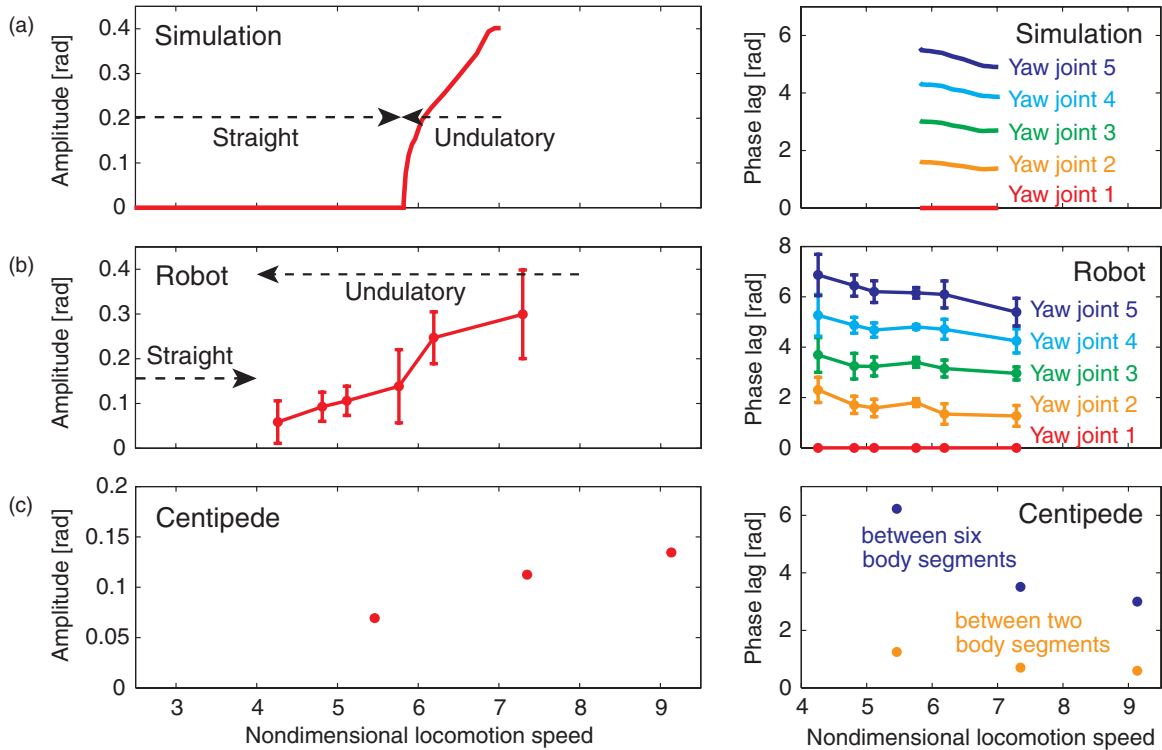 (a)
Amplitude [rad]
0.4
0.3
0.2
0.1
0
Simulation
Straight
Undulatory
Phase lag [rad]
6
4
2
0
Simulation
Yaw joint 5
Yaw joint 4
Yaw joint 3
Yaw joint 2
Yaw joint 1
(b)
Amplitude [rad]
0.4
0.3
0.2
0.1
0
Robot
Undulatory
Straight
Phase lag [rad]
8
6
4
2
0
Robot
Yaw joint 5
Yaw joint 4
Yaw joint 3
Yaw joint 2
Yaw joint 1
(c)
Amplitude [rad]
0.2
0.15
0.1
0.05
0
Centipede
3 4 5 6 7 8 9
Nondimensional locomotion speed
Phase lag [rad]
6
4
2
0
Centipede
between six
body segments
between two
body segments
4 5 6 7 8 9
Nondimensional locomotion speed